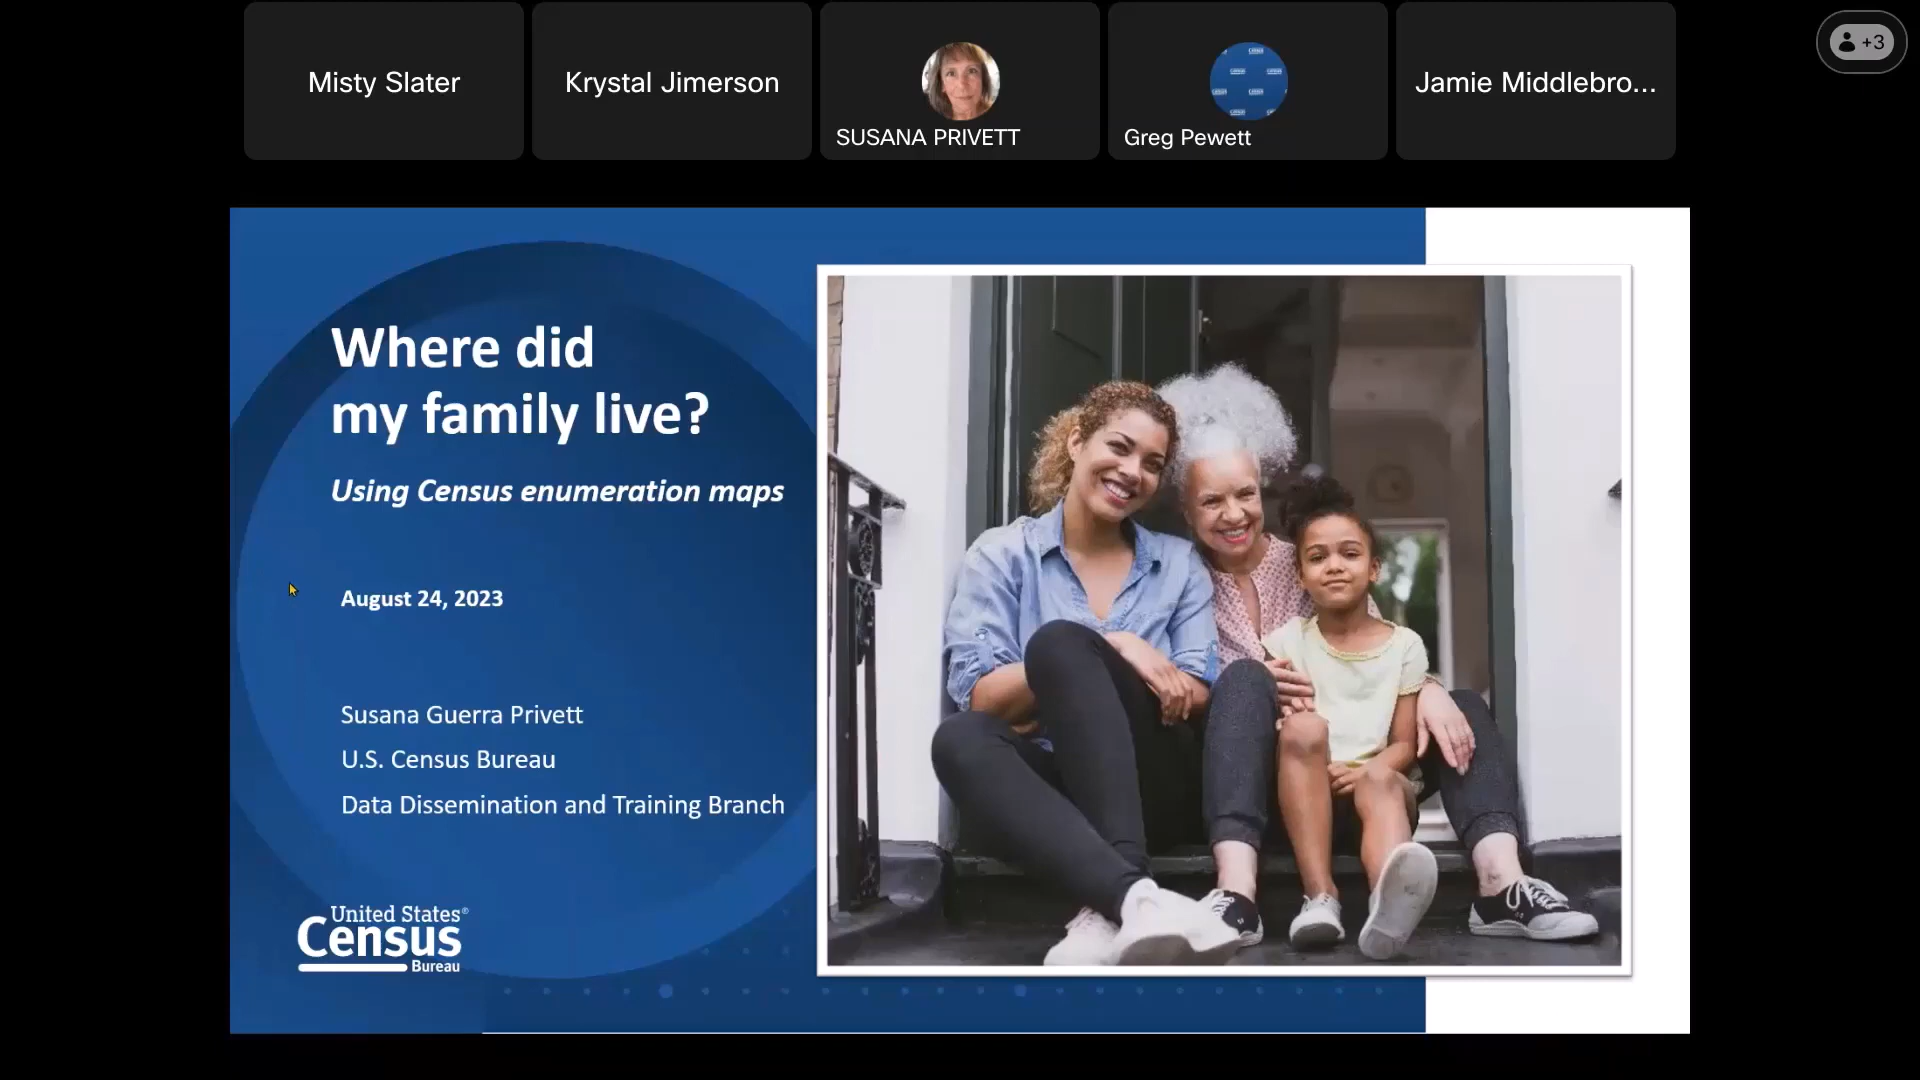 Misty Slater
Krystal Jimerson
SUSANA PRIVETT
Greg Pewett
Jamie Middlebro...
+3
Where did
my family live?
Using Census enumeration maps
August 24, 2023
Susana Guerra Privett
U.S. Census Bureau
Data Dissemination and Training Branch
United States®
Census
Bureau